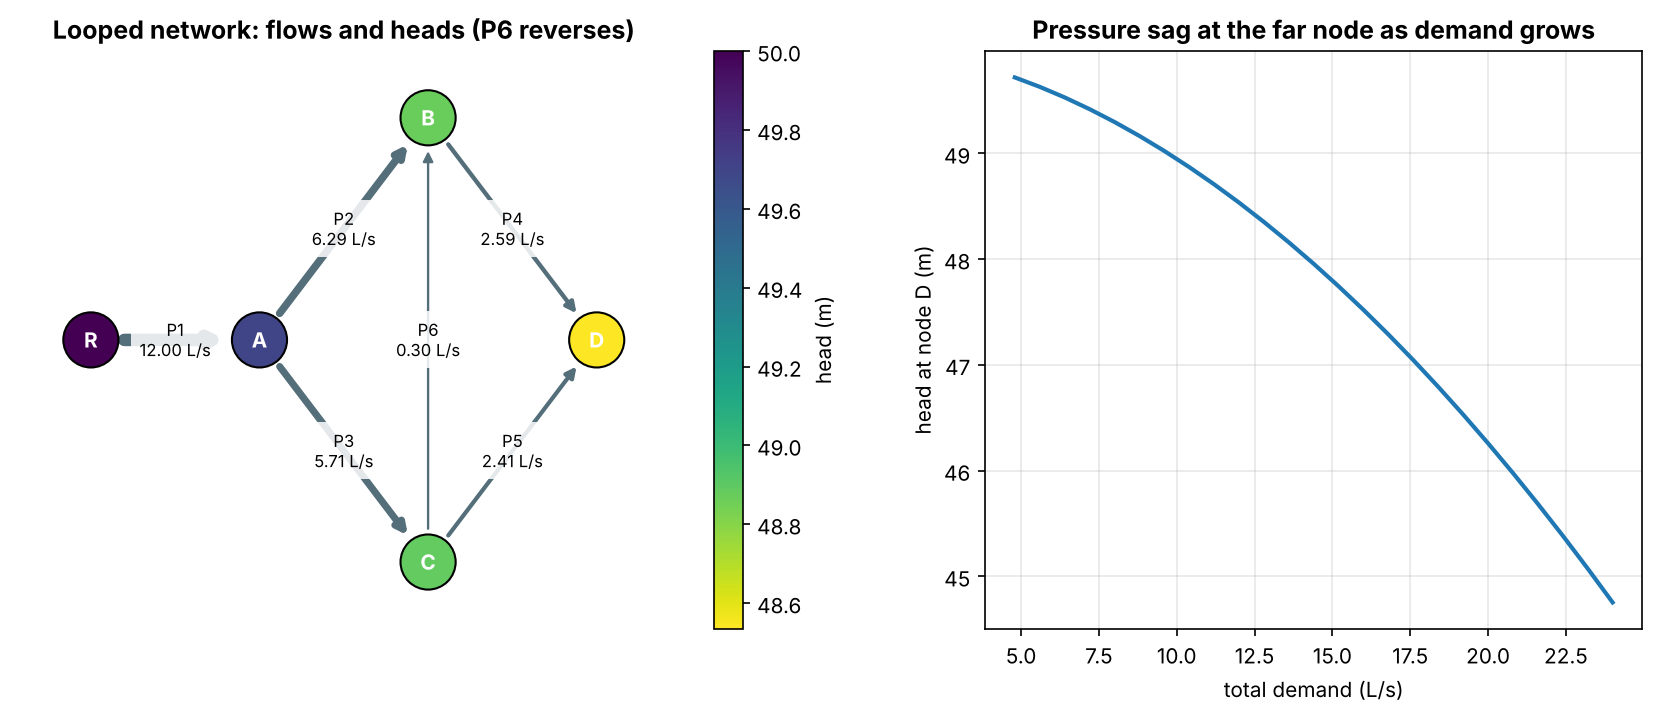 Looped network: flows and heads (P6 reverses)
B
P2
6.29 L/s
P4
2.59 L/s
R
P1
12.00 L/s
A
P6
0.30 L/s
D
P3
5.71 L/s
P5
2.41 L/s
C
50.0
49.8
49.6
49.4
49.2
49.0
48.8
48.6
head (m)
Pressure sag at the far node as demand grows
49
48
47
46
45
head at node D (m)
5.0 7.5 10.0 12.5 15.0 17.5 20.0 22.5
total demand (L/s)